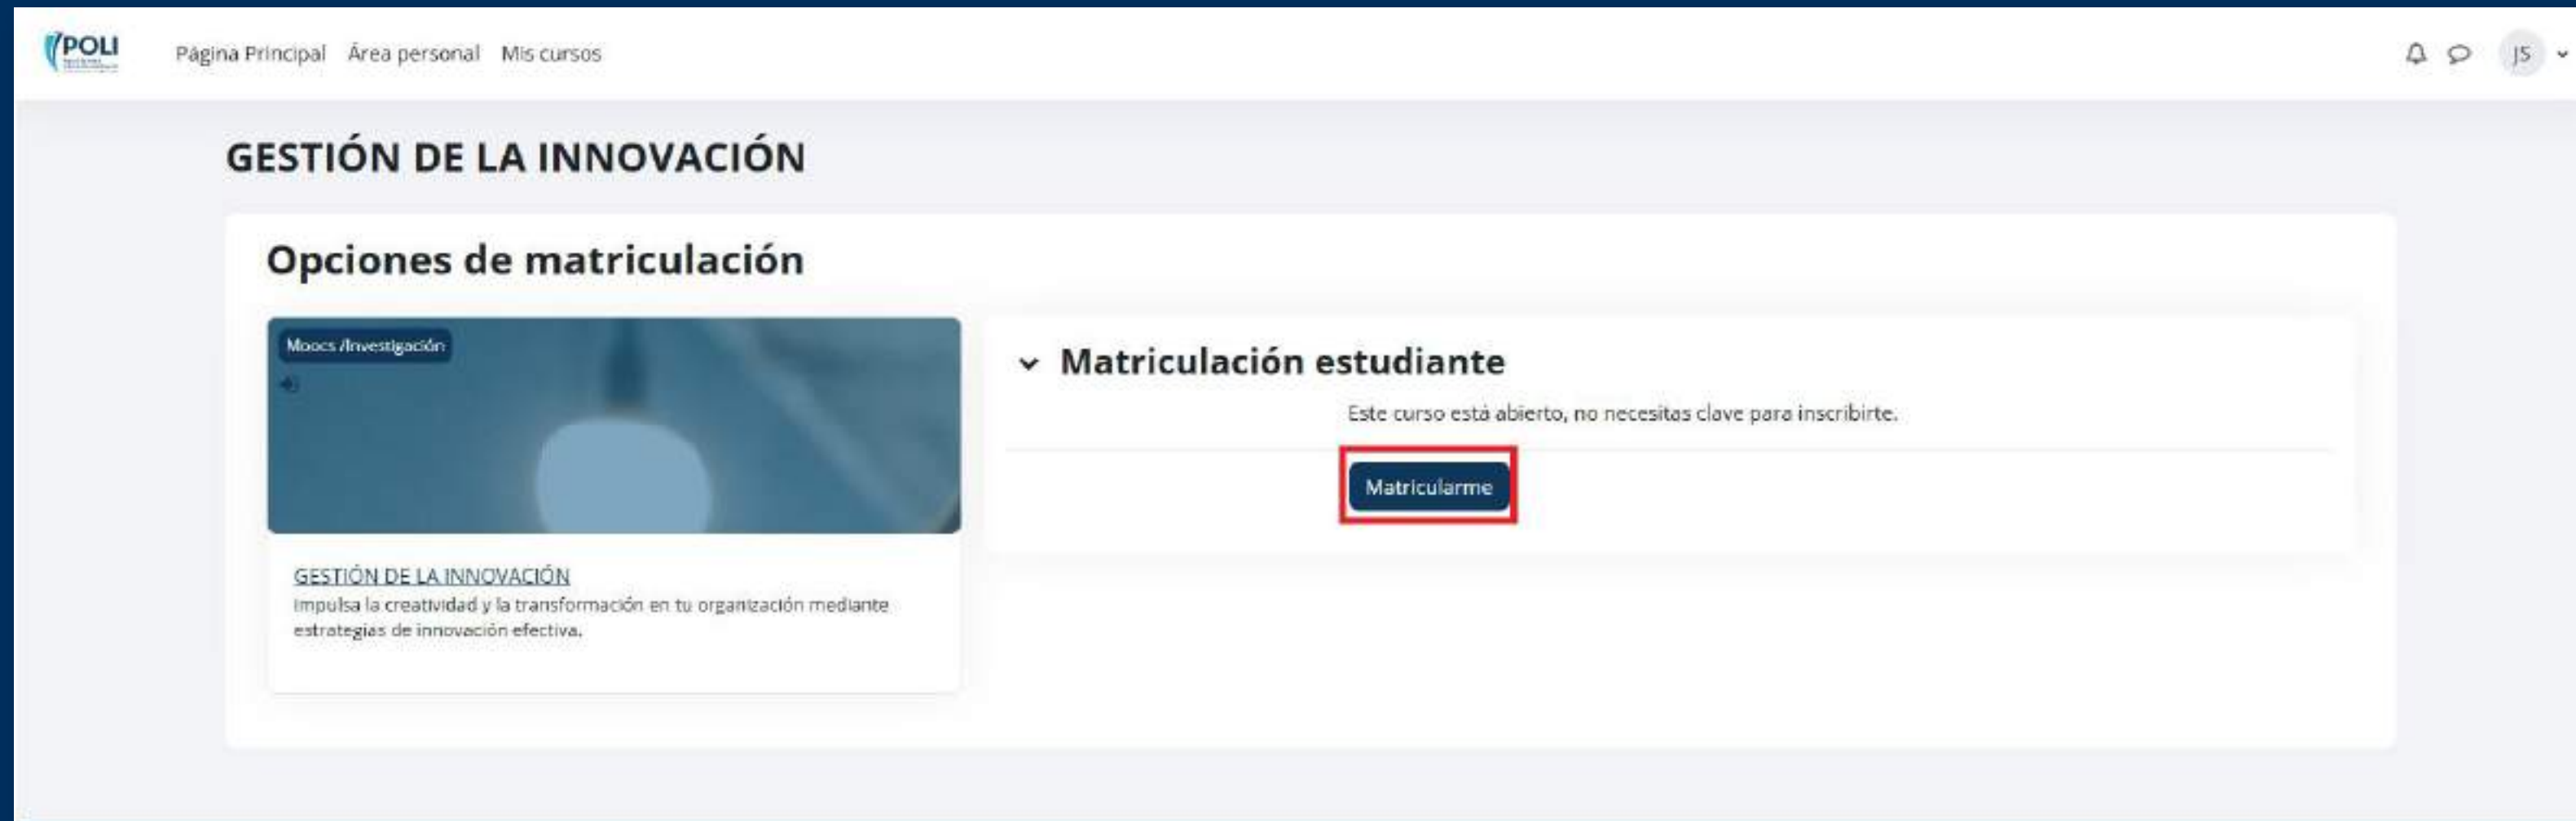 POLI
Página Principal Área personal Mis cursos
JS
GESTIÓN DE LA INNOVACIÓN
Opciones de matriculación
Moocs /Investigación
Matriculación estudiante
Este curso está abierto, no necesitas clave para inscribirte.
Matricularme
GESTIÓN DE LA INNOVACIÓN
Impulsa la creatividad y la transformación en tu organización mediante
estrategias de innovación efectiva.